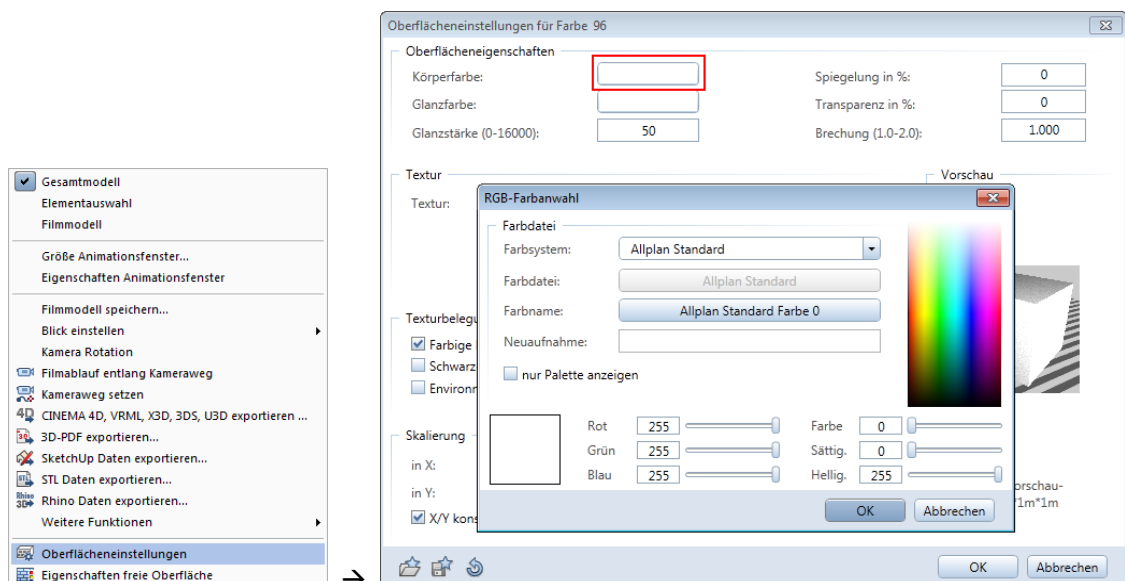 Gesamtmodell
Elementauswahl
Filmmodell
Größe Animationsfenster...
Eigenschaften Animationsfenster
Filmmodell speichern...
Blick einstellen
Kamera Rotation
Filmablauf entlang Kameraweg
Kameraweg setzen
CINEMA 4D, VRML, X3D, 3DS, U3D exportieren ...
3D-PDF exportieren...
SketchUp Daten exportieren...
STL Daten exportieren...
Rhino Daten exportieren...
Weitere Funktionen
Oberflächeneinstellungen
Eigenschaften freie Oberfläche
→
Oberflächeneinstellungen für Farbe 96
Oberflächeneigenschaften
Körperfarbe:
Spiegelung in %: 0
Glanzfarbe:
Transparenz in %: 0
Glanzstärke (0-16000): 50
Brechung (1.0-2.0): 1.000
Textur
Vorschau
Textur:
RGB-Farbanwahl
Farbdatei
Farbsystem: Allplan Standard
Farbdatei: Allplan Standard
Farbname: Allplan Standard Farbe 0
Neuaufnahme:
nur Palette anzeigen
Rot 255
Farbe 0
Grün 255
Sättig. 0
Blau 255
Hellig. 255
OK Abbrechen
Texturbelegu
Farbige
Schwarz
Environ
Skalierung
in X:
in Y:
X/Y kons
orschau-
*1m*1m
OK Abbrechen